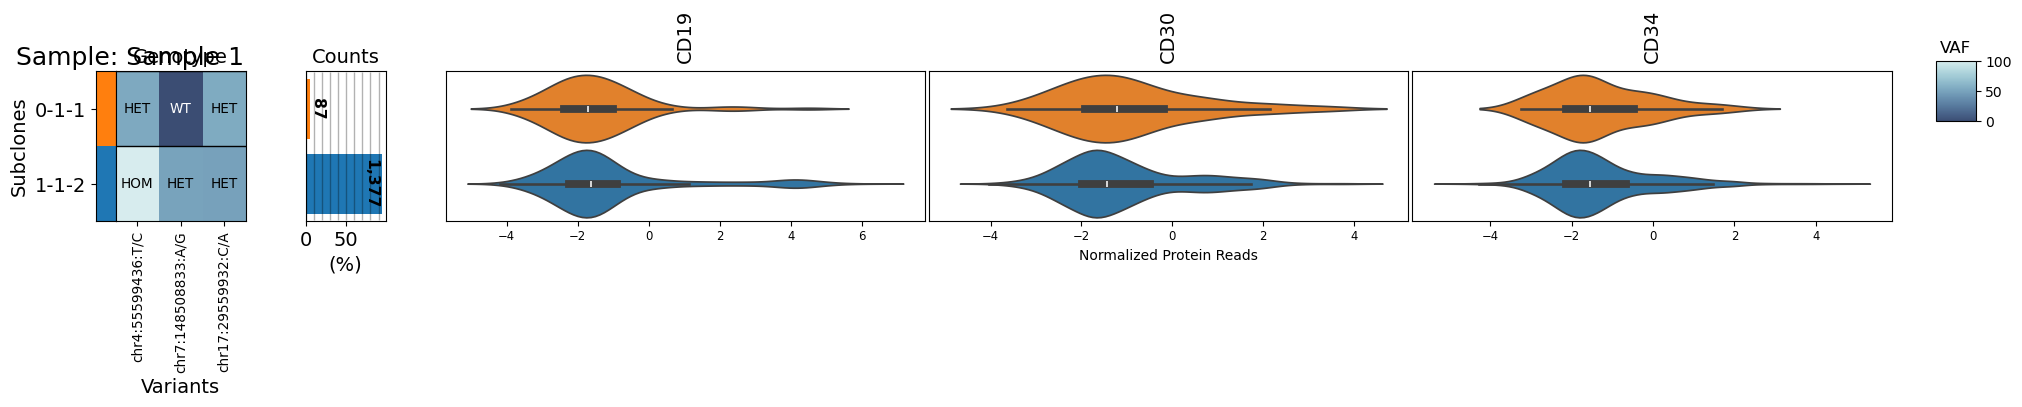 Sample: Sample 1
Genotype
Counts
CD19
CD30
CD34
VAF
Subclones
0-1-1
HET
WT
HET
87
1-1-2
HOM
HET
HET
1,377
100
50
0
chr4:55599436:T/C
chr7:148508833:A/G
chr17:29559932:C/A
Variants
0 50
(%)
−4 −2 0 2 4 6
−4 −2 0 2 4
−4 −2 0 2 4
Normalized Protein Reads